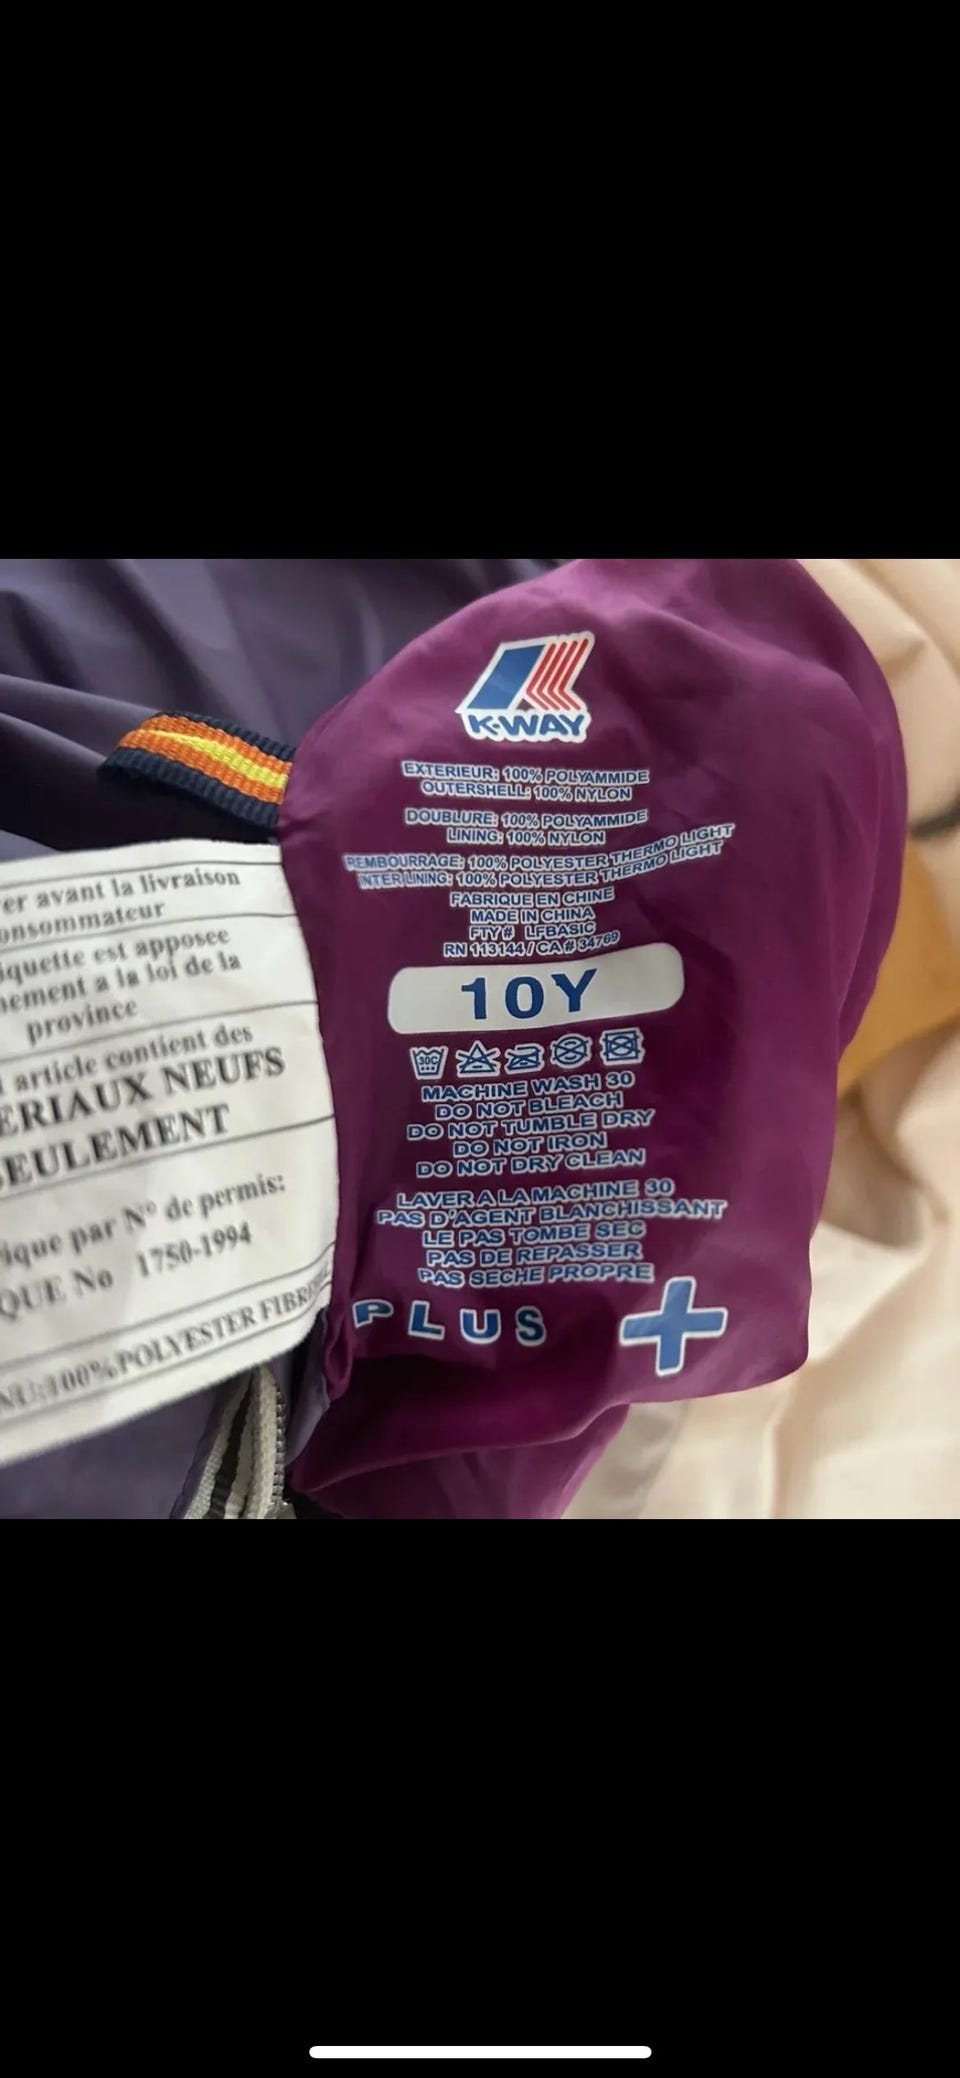 er avant la livraison
onsommateur
iquette est apposee
nement a la loi de la
province
article contient des
ERIAUX NEUFS
SEULEMENT
ique par N° de permis:
QUE No 1750-1994
NU:100%POLYESTER FIBRE
K-WAY
EXTERIEUR: 100% POLYAMMIDE
OUTERSHELL: 100% NYLON
DOUBLURE: 100% POLYAMMIDE
LINING: 100% NYLON
REMBOURRAGE: 100% POLYESTER THERMO LIGHT
INTERLINING: 100% POLYESTER THERMO LIGHT
FABRIQUE EN CHINE
MADE IN CHINA
FTY# LFBASIC
RN 113144 / CA# 34769
10Y
30C
MACHINE WASH 30
DO NOT BLEACH
DO NOT TUMBLE DRY
DO NOT IRON
DO NOT DRY CLEAN
LAVER A LA MACHINE 30
PAS D'AGENT BLANCHISSANT
LE PAS TOMBE SEC
PAS DE REPASSER
PAS SECHE PROPRE
PLUS +